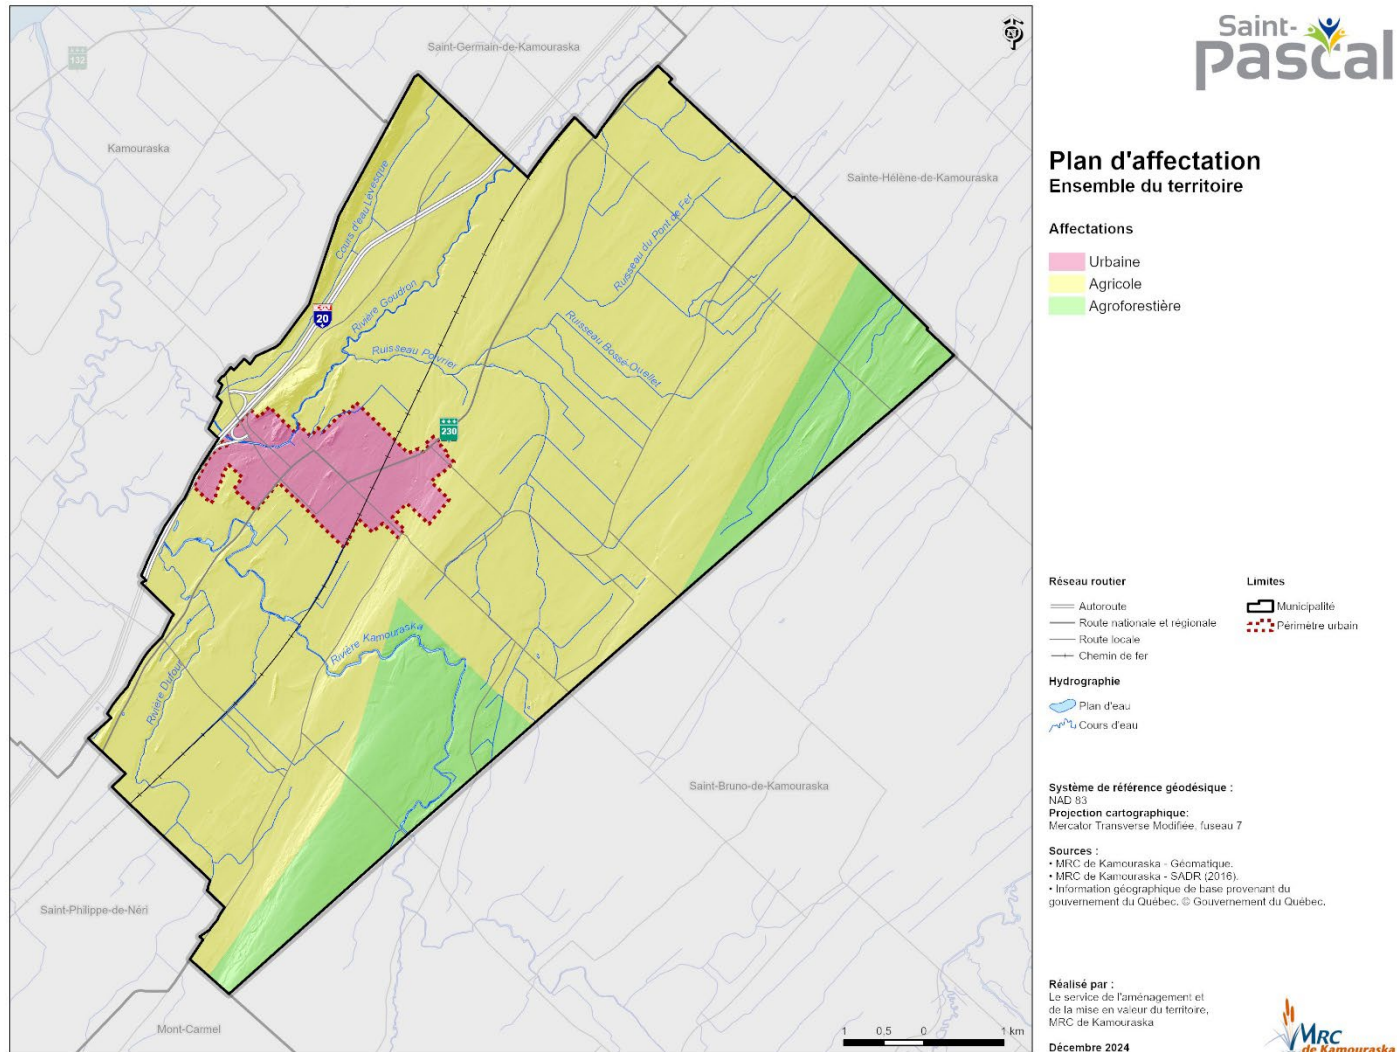 Saint-Germain-de-Kamouraska
132
Kamouraska
Sainte-Hélène-de-Kamouraska
N
Cours d'eau Levesque
Ruisseau du Pont de Fer
Rivière Goudron
20
Ruisseau Poivrier
Ruisseau Bossé-Ouellet
230
Rivière Kamouraska
Rivière Dufour
Saint-Bruno-de-Kamouraska
Saint-Philippe-de-Néri
Mont-Carmel
1 0.5 0 1 km
Saint-
pascal
Plan d'affectation
Ensemble du territoire
Affectations
Urbaine
Agricole
Agroforestière
Réseau routier
Autoroute
Route nationale et régionale
Route locale
Chemin de fer
Limites
Municipalité
Périmètre urbain
Hydrographie
Plan d'eau
Cours d'eau
Système de référence géodésique :
NAD 83
Projection cartographique:
Mercator Transverse Modifiée, fuseau 7
Sources :
• MRC de Kamouraska - Géomatique.
• MRC de Kamouraska - SADR (2016).
• Information géographique de base provenant du
gouvernement du Québec. © Gouvernement du Québec.
Réalisé par :
Le service de l'aménagement et
de la mise en valeur du territoire,
MRC de Kamouraska
Décembre 2024
MRC
de Kamouraska